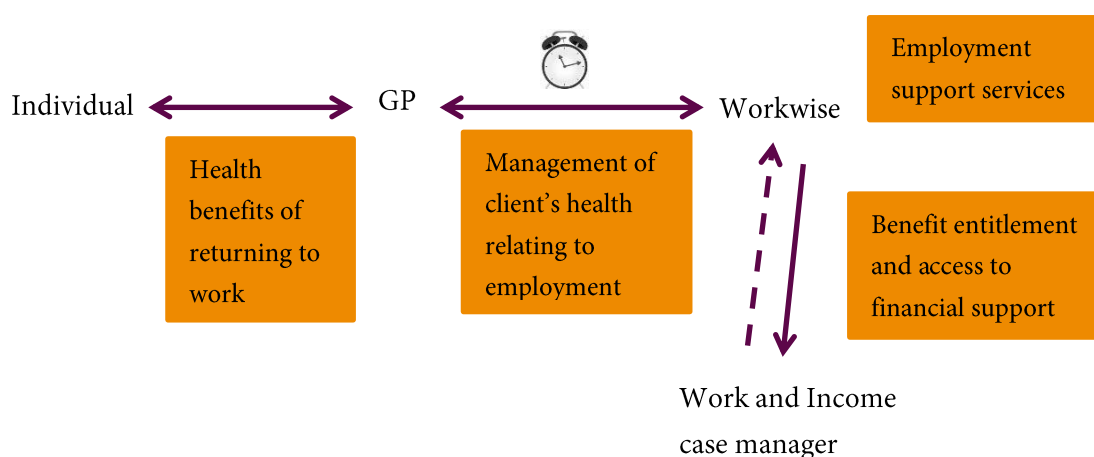 Individual
GP
Workwise
Employment
support services
Health
benefits of
returning to
work
Management of
client’s health
relating to
employment
Benefit entitlement
and access to
financial support
Work and Income
case manager